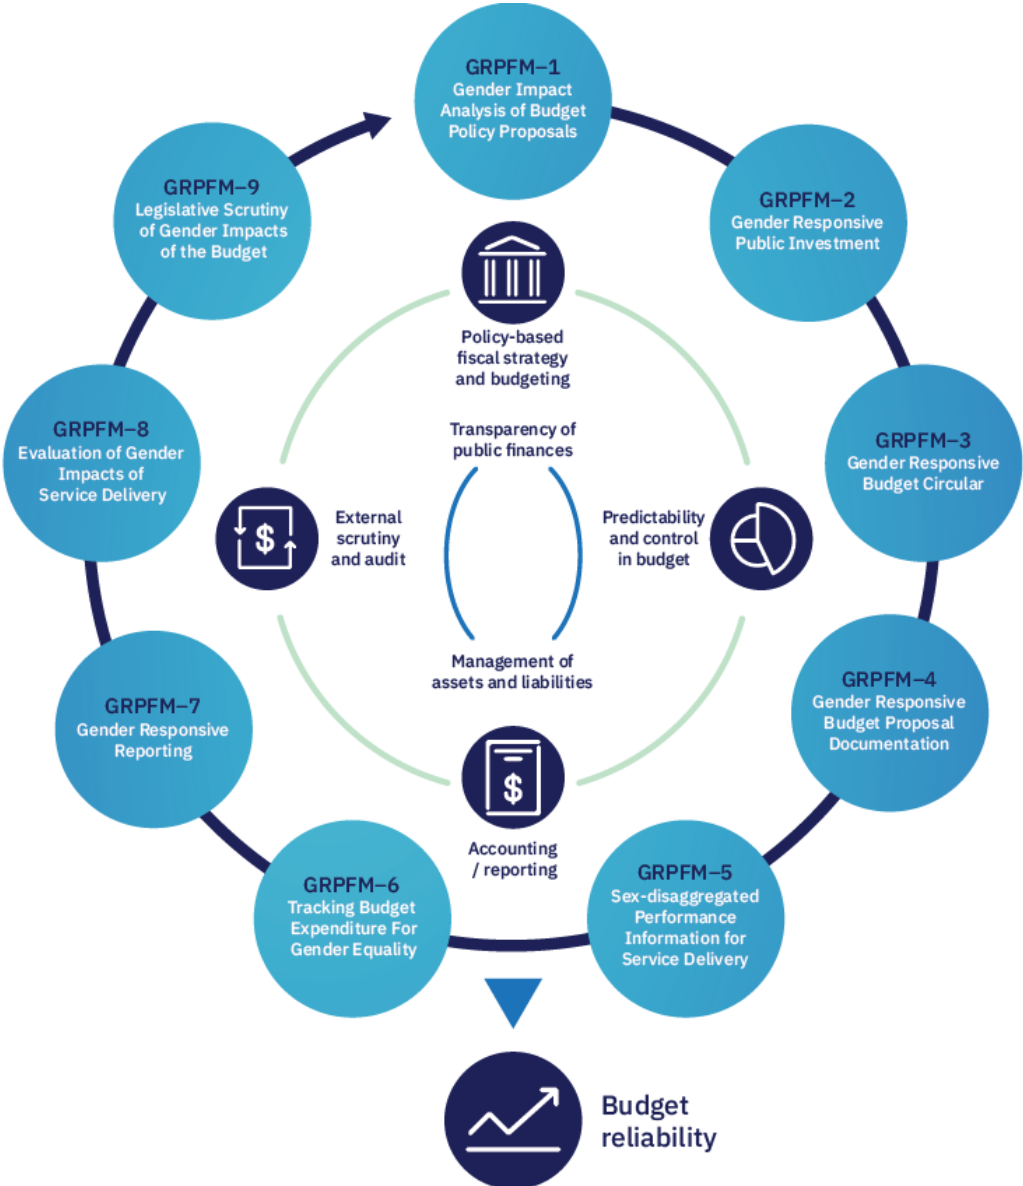 GRPFM–1
Gender Impact
Analysis of Budget
Policy Proposals
GRPFM–2
Gender Responsive
Public Investment
GRPFM–3
Gender Responsive
Budget Circular
GRPFM–4
Gender Responsive
Budget Proposal
Documentation
GRPFM–5
Sex-disaggregated
Performance
Information for
Service Delivery
GRPFM–6
Tracking Budget
Expenditure For
Gender Equality
GRPFM–7
Gender Responsive
Reporting
GRPFM–8
Evaluation of Gender
Impacts of
Service Delivery
GRPFM–9
Legislative Scrutiny
of Gender Impacts
of the Budget
Policy-based
fiscal strategy
and budgeting
Transparency of
public finances
$
External
scrutiny
and audit
Predictability
and control
in budget
Management of
assets and liabilities
$
Accounting
/ reporting
Budget
reliability